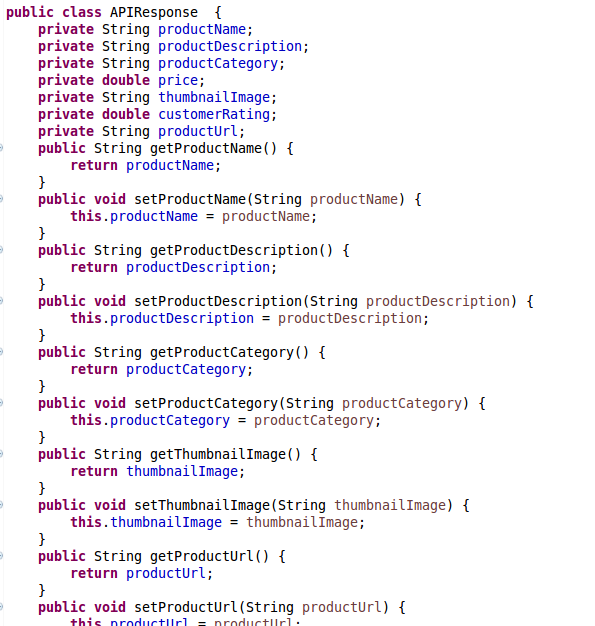 public class APIResponse  {
    private String productName;
    private String productDescription;
    private String productCategory;
    private double price;
    private String thumbnailImage;
    private double customerRating;
    private String productUrl;
    public String getProductName() {
        return productName;
    }
    public void setProductName(String productName) {
        this.productName = productName;
    }
    public String getProductDescription() {
        return productDescription;
    }
    public void setProductDescription(String productDescription) {
        this.productDescription = productDescription;
    }
    public String getProductCategory() {
        return productCategory;
    }
    public void setProductCategory(String productCategory) {
        this.productCategory = productCategory;
    }
    public String getThumbnailImage() {
        return thumbnailImage;
    }
    public void setThumbnailImage(String thumbnailImage) {
        this.thumbnailImage = thumbnailImage;
    }
    public String getProductUrl() {
        return productUrl;
    }
    public void setProductUrl(String productUrl) {
        this.productUrl = productUrl;